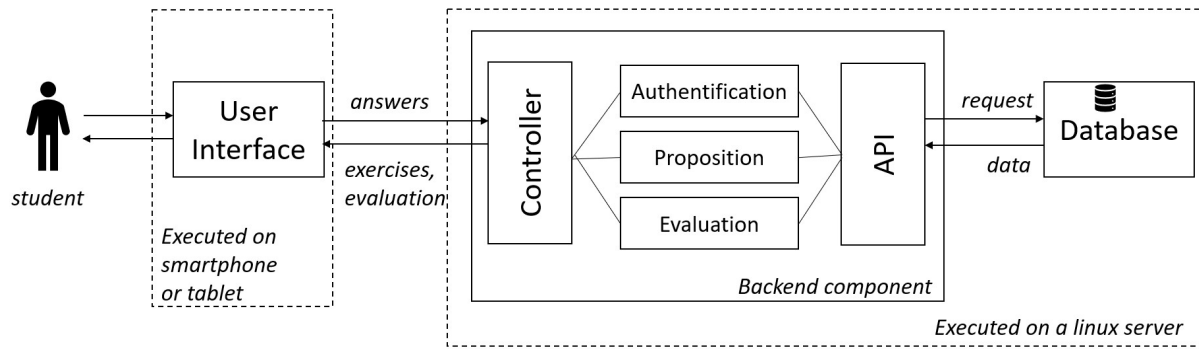 student
User
Interface
Executed on
smartphone
or tablet
answers
exercises,
evaluation
Controller
Authentification
Proposition
Evaluation
API
Backend component
request
data
Database
Executed on a linux server